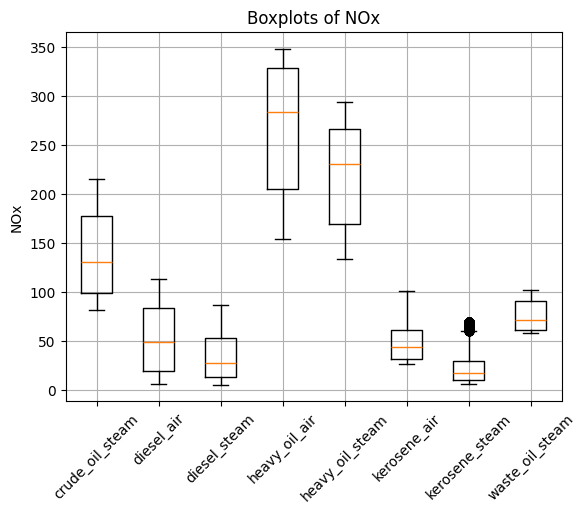 Boxplots of NOx
350
300
250
200
150
100
50
0
NOx
crude_oil_steam
diesel_air
diesel_steam
heavy_oil_air
heavy_oil_steam
kerosene_air
kerosene_steam
waste_oil_steam